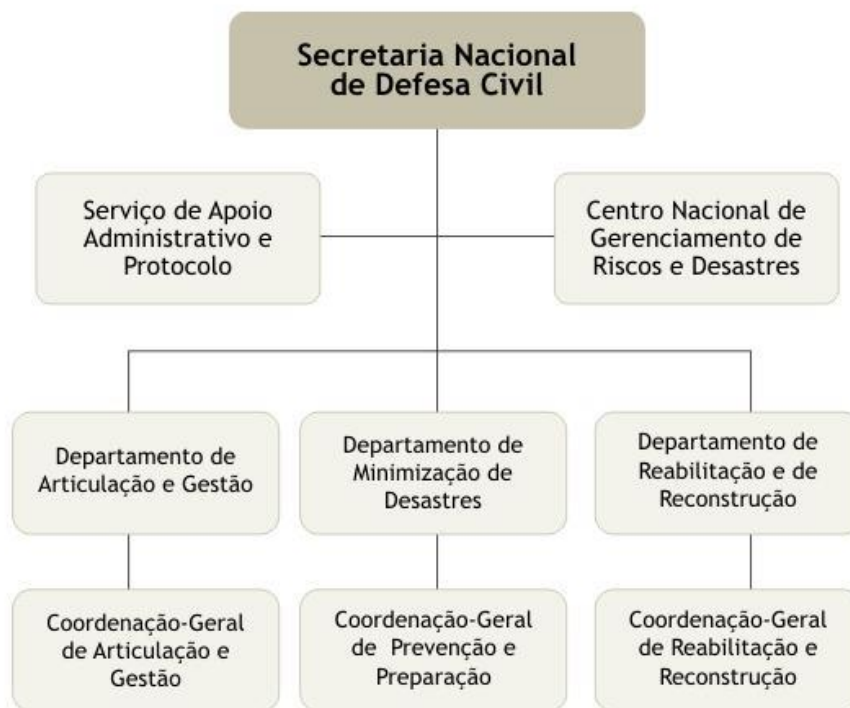 Secretaria Nacional
de Defesa Civil
Serviço de Apoio
Administrativo e
Protocolo
Centro Nacional de
Gerenciamento de
Riscos e Desastres
Departamento de
Articulação e Gestão
Departamento de
Minimização de
Desastres
Departamento de
Reabilitação e de
Reconstrução
Coordenação-Geral
de Articulação e
Gestão
Coordenação-Geral
de Prevenção e
Preparação
Coordenação-Geral
de Reabilitação e
Reconstrução